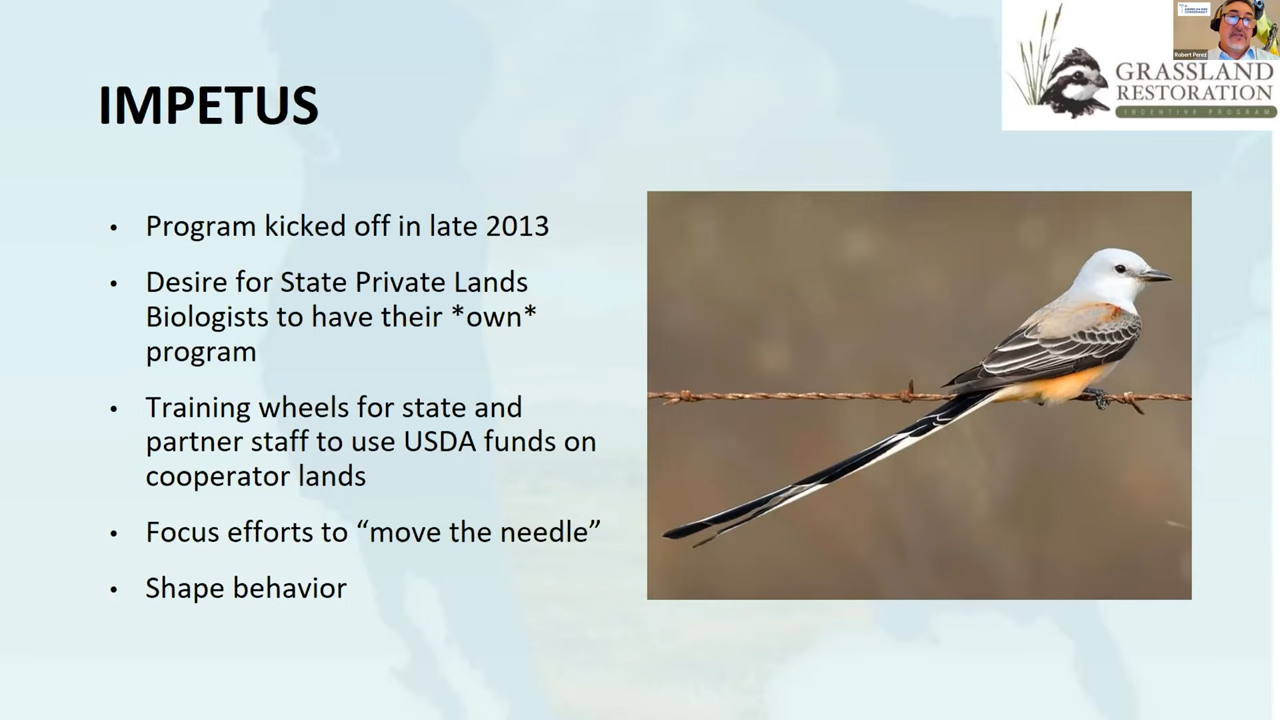 IMPETUS
• Program kicked off in late 2013
• Desire for State Private Lands
Biologists to have their *own*
program
• Training wheels for state and
partner staff to use USDA funds on
cooperator lands
• Focus efforts to “move the needle”
• Shape behavior
Robert Perez
GRASSLAND
RESTORATION
INCENTIVE PROGRAM